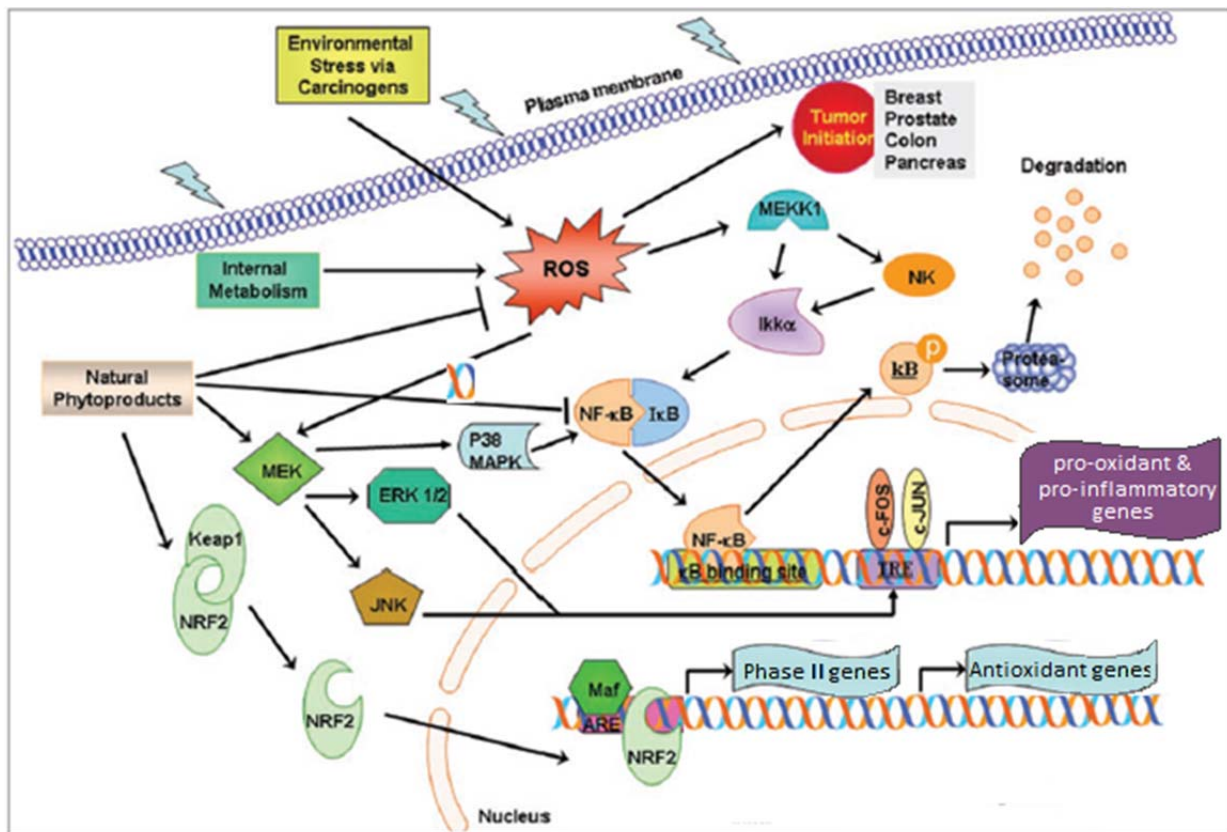 Environmental
Stress via
Carcinogens
Plasma membrane
Tumor
Initiation
Breast
Prostate
Colon
Pancreas
Degradation
MEKK1
Internal
Metabolism
ROS
NK
Ikkα
P
kB
Protea-
some
Natural
Phytoproducts
NF-κB
IκB
P38
MAPK
MEK
ERK 1/2
c-FOS
c-JUN
pro-oxidant &
pro-inflammatory
genes
Keap1
NRF2
NF-κB
κB binding site
TRE
JNK
Phase II genes
Antioxidant genes
Maf
ARE
NRF2
NRF2
Nucleus